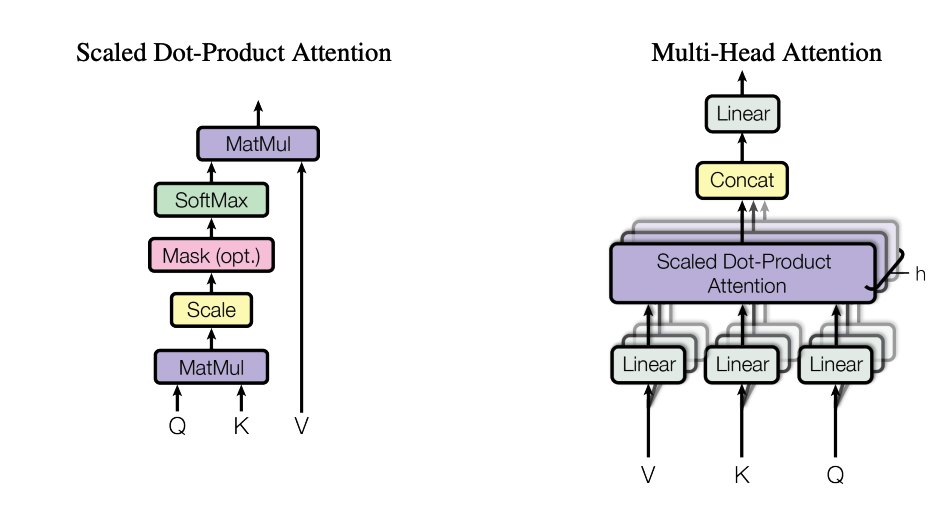 Scaled Dot-Product Attention
MatMul
SoftMax
Mask (opt.)
Scale
MatMul
Q K V
Multi-Head Attention
Linear
Concat
Scaled Dot-Product
Attention
h
Linear Linear Linear
V K Q